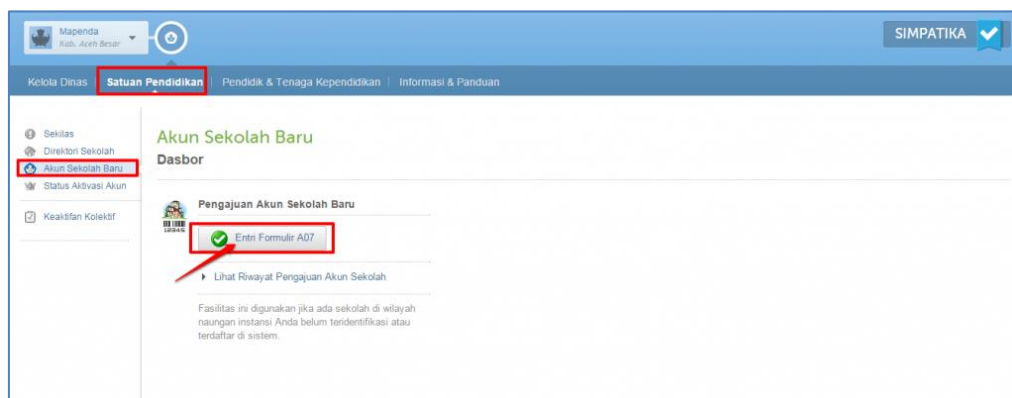 Mapenda
Kab. Aceh Besar
SIMPATIKA
Kelola Dinas
Satuan Pendidikan
Pendidik & Tenaga Kependidikan
Informasi & Panduan
Sekilas
Direktori Sekolah
Akun Sekolah Baru
Status Aktivasi Akun
Keaktifan Kolektif
Akun Sekolah Baru
Dasbor
Pengajuan Akun Sekolah Baru
12345
Entri Formulir A07
Lihat Riwayat Pengajuan Akun Sekolah
Fasilitas ini digunakan jika ada sekolah di wilayah
naungan instansi Anda belum teridentifikasi atau
terdaftar di sistem.